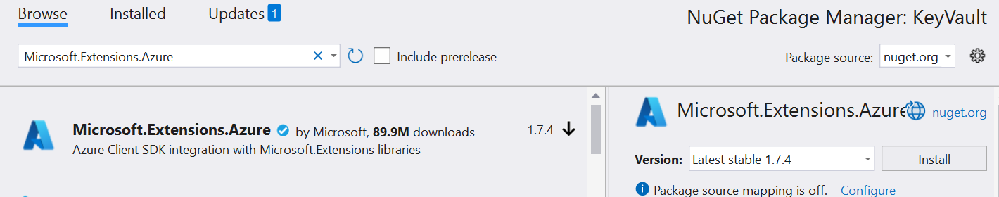 Browse Installed Updates 1
NuGet Package Manager: KeyVault
Microsoft.Extensions.Azure
Include prerelease
Package source: nuget.org
Microsoft.Extensions.Azure by Microsoft, 89.9M downloads 1.7.4
Azure Client SDK integration with Microsoft.Extensions libraries
Microsoft.Extensions.Azure nuget.org
Version: Latest stable 1.7.4 Install
Package source mapping is off. Configure